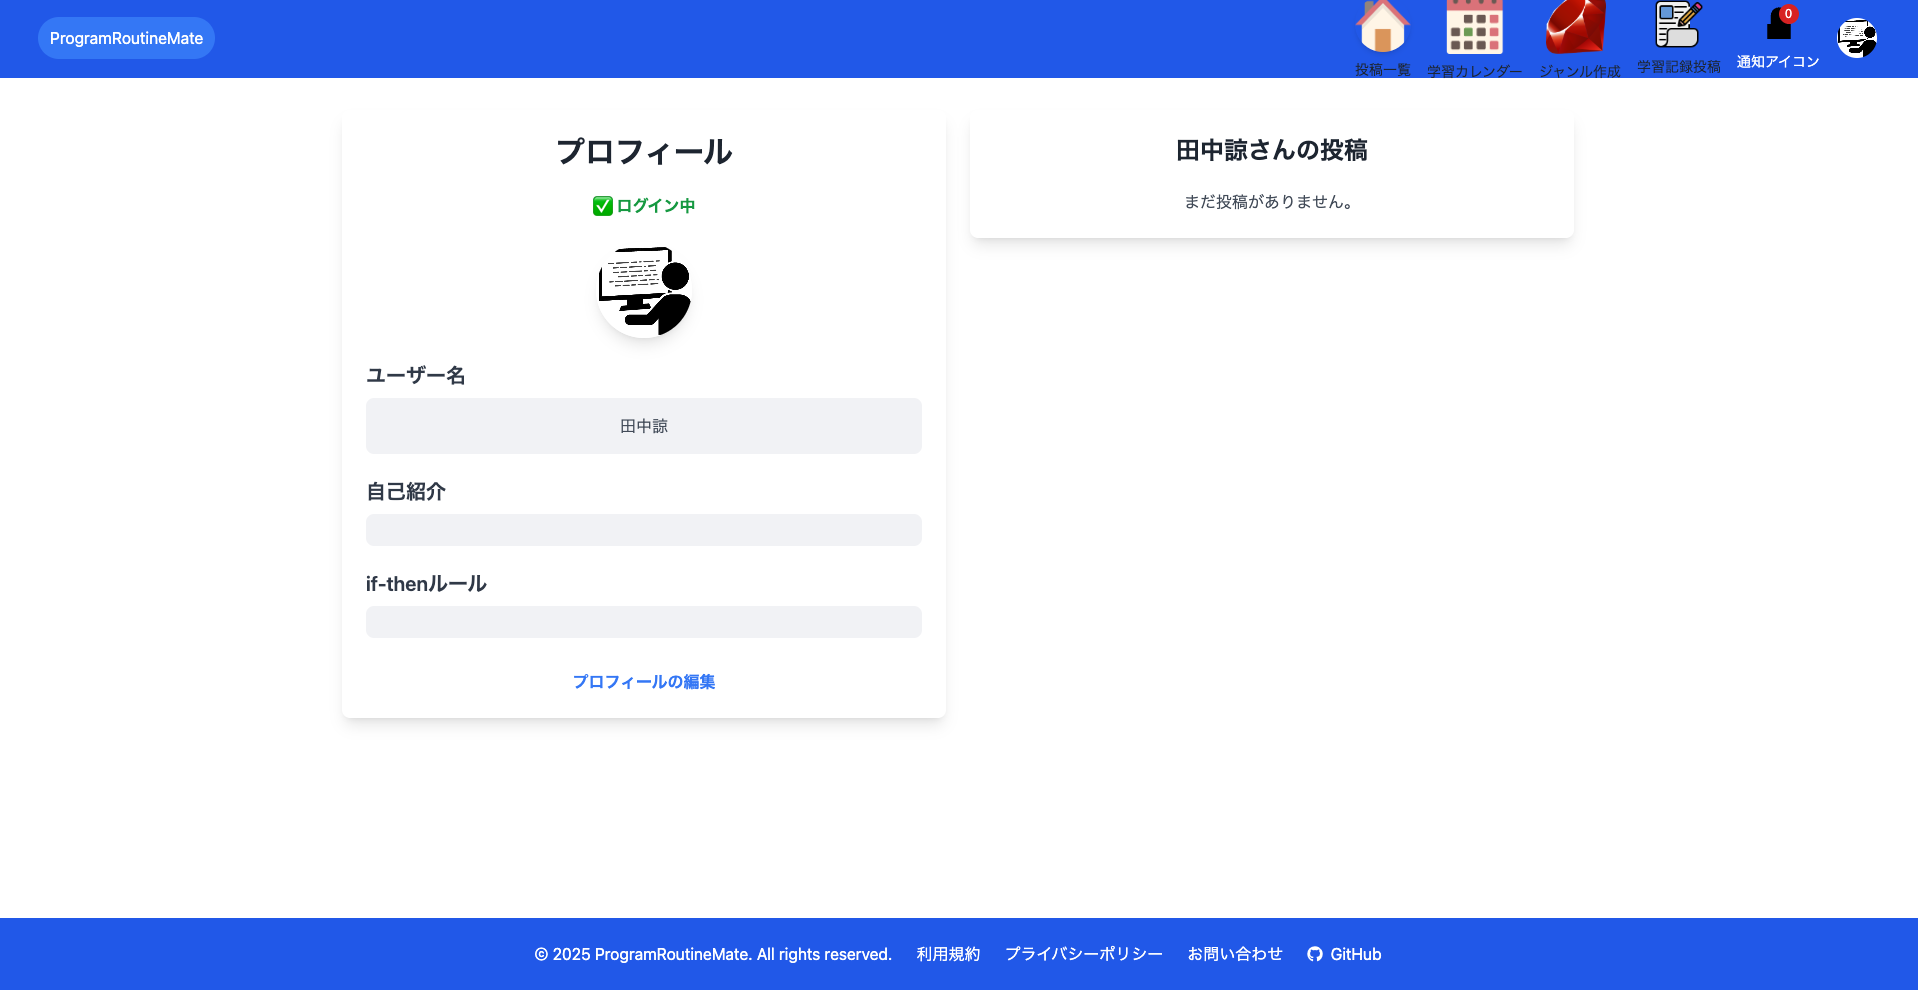 ProgramRoutineMate
投稿一覧
学習カレンダー
ジャンル作成
学習記録投稿
0
通知アイコン
プロフィール
✅ ログイン中
ユーザー名
田中諒
自己紹介
if-thenルール
プロフィールの編集
田中諒さんの投稿
まだ投稿がありません。
© 2025 ProgramRoutineMate. All rights reserved. 利用規約 プライバシーポリシー お問い合わせ GitHub